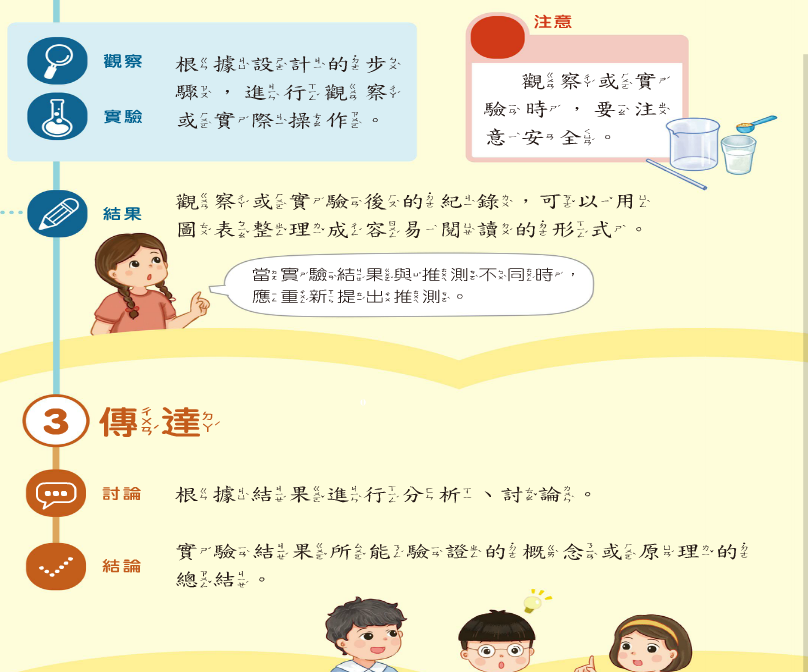 觀察
實驗
根據設計的步
驟，進行觀察
或實際操作。
注意
觀察或實
驗時，要注
意安全。
結果
觀察或實驗後的紀錄，可以用
圖表整理成容易閱讀的形式。
當實驗結果與推測不同時，
應重新提出推測。
3 傳達
討論
根據結果進行分析、討論。
結論
實驗結果所能驗證的概念或原理的
總結。